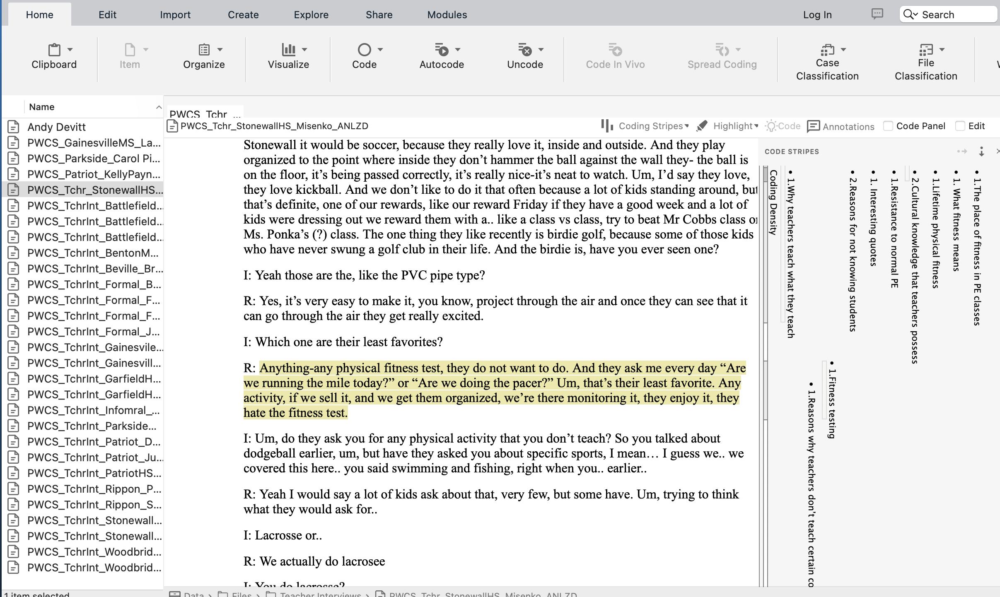 Home Edit Import Create Explore Share Modules Log In Search
Clipboard Item Organize Visualize Code Autocode Uncode Code In Vivo Spread Coding Case Classification File Classification
Name
Andy Devitt
PWCS_GainesvilleMS_La...
PWCS_Parkside_Carol Pi...
PWCS_Patriot_KellyPayn...
PWCS_Tchr_StonewallHS...
PWCS_TchrInt_Battlefield...
PWCS_TchrInt_Battlefield...
PWCS_TchrInt_Battlefield...
PWCS_TchrInt_BentonM...
PWCS_TchrInt_Beville_Br...
PWCS_TchrInt_Formal_B...
PWCS_TchrInt_Formal_F...
PWCS_TchrInt_Formal_F...
PWCS_TchrInt_Formal_J...
PWCS_TchrInt_Gainesvile...
PWCS_TchrInt_Gainesvill...
PWCS_TchrInt_GarfieldH...
PWCS_TchrInt_GarfieldH...
PWCS_TchrInt_Infomral_...
PWCS_TchrInt_Parkside...
PWCS_TchrInt_Patriot_D...
PWCS_TchrInt_Patriot_Ju...
PWCS_TchrInt_PatriotHS...
PWCS_TchrInt_Rippon_P...
PWCS_TchrInt_Rippon_S...
PWCS_TchrInt_Stonewall...
PWCS_TchrInt_Stonewall...
PWCS_TchrInt_Woodbrid...
PWCS_TchrInt_Woodbrid...
1 item selected
PWCS_Tchr_...
PWCS_Tchr_StonewallHS_Misenko_ANLZD Coding Stripes Highlight Code Annotations Code Panel Edit
Stonewall it would be soccer, because they really love it, inside and outside. And they play
organized to the point where inside they don’t hammer the ball against the wall they- the ball is
on the floor, it’s being passed correctly, it’s really nice-it’s neat to watch. Um, I’d say they love,
they love kickball. And we don’t like to do it that often because a lot of kids standing around, but
that’s definite, one of our rewards, like our reward Friday if they have a good week and a lot of
kids were dressing out we reward them with a.. like a class vs class, try to beat Mr Cobbs class or
Ms. Ponka’s (?) class. The one thing they like recently is birdie golf, because some of those kids
who have never swung a golf club in their life. And the birdie is, have you ever seen one?
I: Yeah those are the, like the PVC pipe type?
R: Yes, it’s very easy to make it, you know, project through the air and once they can see that it
can go through the air they get really excited.
I: Which one are their least favorites?
R: Anything-any physical fitness test, they do not want to do. And they ask me every day “Are
we running the mile today?” or “Are we doing the pacer?” Um, that’s their least favorite. Any
activity, if we sell it, and we get them organized, we’re there monitoring it, they enjoy it, they
hate the fitness test.
I: Um, do they ask you for any physical activity that you don’t teach? So you talked about
dodgeball earlier, um, but have they asked you about specific sports, I mean… I guess we.. we
covered this here.. you said swimming and fishing, right when you.. earlier..
R: Yeah I would say a lot of kids ask about that, very few, but some have. Um, trying to think
what they would ask for..
I: Lacrosse or..
R: We actually do lacrosee
I: You do lacrosse?
Data > Files > Teacher Interviews > PWCS_Tchr_StonewallHS_Misenko_ANLZD
CODE STRIPES
Coding Density
• 1.Why teachers teach what they teach
• 1.Reasons why teachers don’t teach certain co
• 1.Fitness testing
• 2.Reasons for not knowing students
• 1. Interesting quotes
• 1.Resistance to normal PE
• 2.Cultural knowledge that teachers possess
• 1.Lifetime physical fitness
• 1. What fitness means
• 1.The place of fitness in PE classes